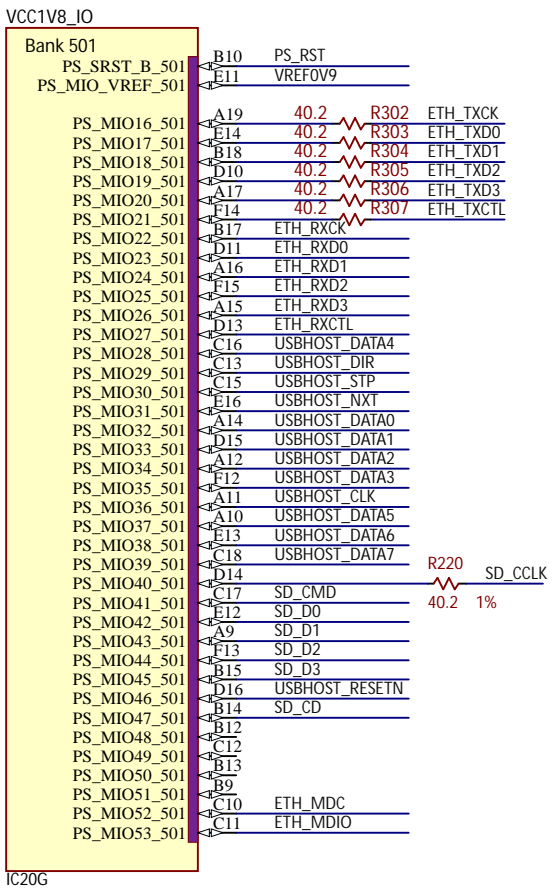 VCC1V8_IO
Bank 501
PS_SRST_B_501 B10 PS_RST
PS_MIO_VREF_501 E11 VREF0V9
PS_MIO16_501 A19 40.2 R302 ETH_TXCK
PS_MIO17_501 E14 40.2 R303 ETH_TXD0
PS_MIO18_501 B18 40.2 R304 ETH_TXD1
PS_MIO19_501 D10 40.2 R305 ETH_TXD2
PS_MIO20_501 A17 40.2 R306 ETH_TXD3
PS_MIO21_501 F14 40.2 R307 ETH_TXCTL
PS_MIO22_501 B17 ETH_RXCK
PS_MIO23_501 D11 ETH_RXD0
PS_MIO24_501 A16 ETH_RXD1
PS_MIO25_501 F15 ETH_RXD2
PS_MIO26_501 A15 ETH_RXD3
PS_MIO27_501 D13 ETH_RXCTL
PS_MIO28_501 C16 USBHOST_DATA4
PS_MIO29_501 C13 USBHOST_DIR
PS_MIO30_501 C15 USBHOST_STP
PS_MIO31_501 E16 USBHOST_NXT
PS_MIO32_501 A14 USBHOST_DATA0
PS_MIO33_501 D15 USBHOST_DATA1
PS_MIO34_501 A12 USBHOST_DATA2
PS_MIO35_501 F12 USBHOST_DATA3
PS_MIO36_501 A11 USBHOST_CLK
PS_MIO37_501 A10 USBHOST_DATA5
PS_MIO38_501 E13 USBHOST_DATA6
PS_MIO39_501 C18 USBHOST_DATA7
PS_MIO40_501 D14 R220 SD_CCLK
40.2 1%
PS_MIO41_501 C17 SD_CMD
PS_MIO42_501 E12 SD_D0
PS_MIO43_501 A9 SD_D1
PS_MIO44_501 F13 SD_D2
PS_MIO45_501 B15 SD_D3
PS_MIO46_501 D16 USBHOST_RESETN
PS_MIO47_501 B14 SD_CD
PS_MIO48_501 B12
PS_MIO49_501 C12
PS_MIO50_501 B13
PS_MIO51_501 B9
PS_MIO52_501 C10 ETH_MDC
PS_MIO53_501 C11 ETH_MDIO
IC20G